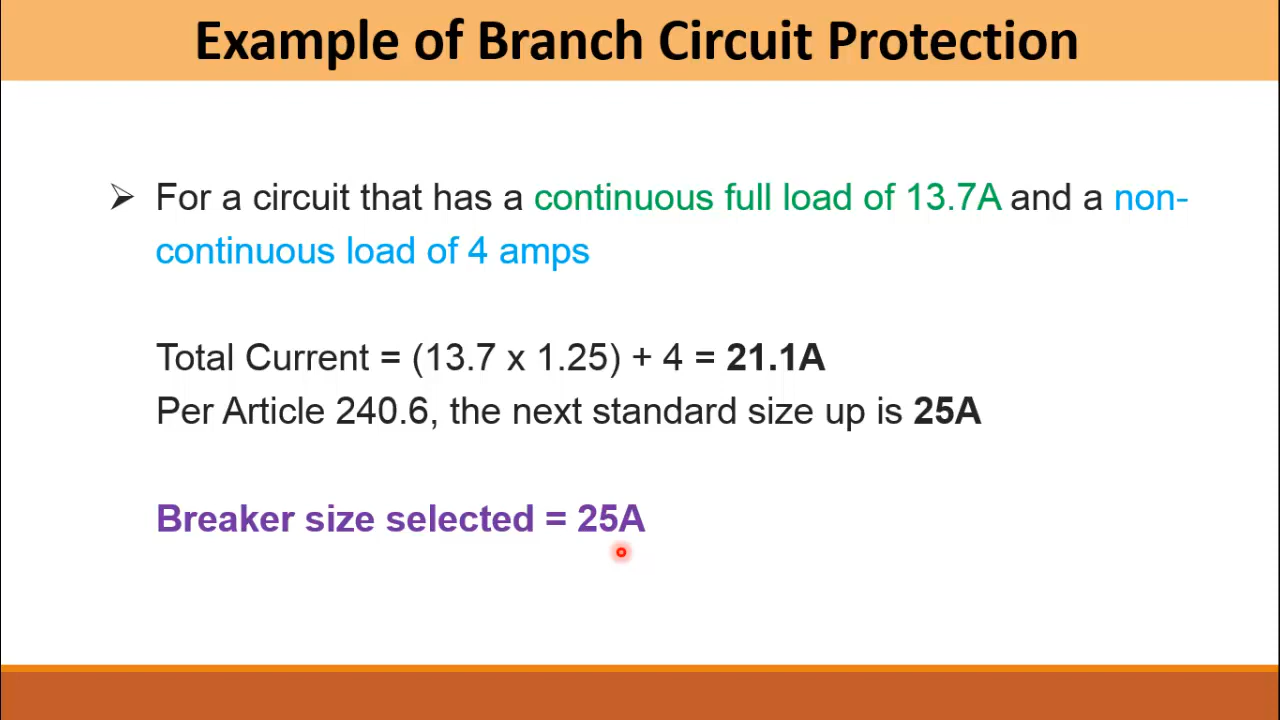 Example of Branch Circuit Protection
➢ For a circuit that has a continuous full load of 13.7A and a non-
continuous load of 4 amps
Total Current = (13.7 x 1.25) + 4 = 21.1A
Per Article 240.6, the next standard size up is 25A
Breaker size selected = 25A